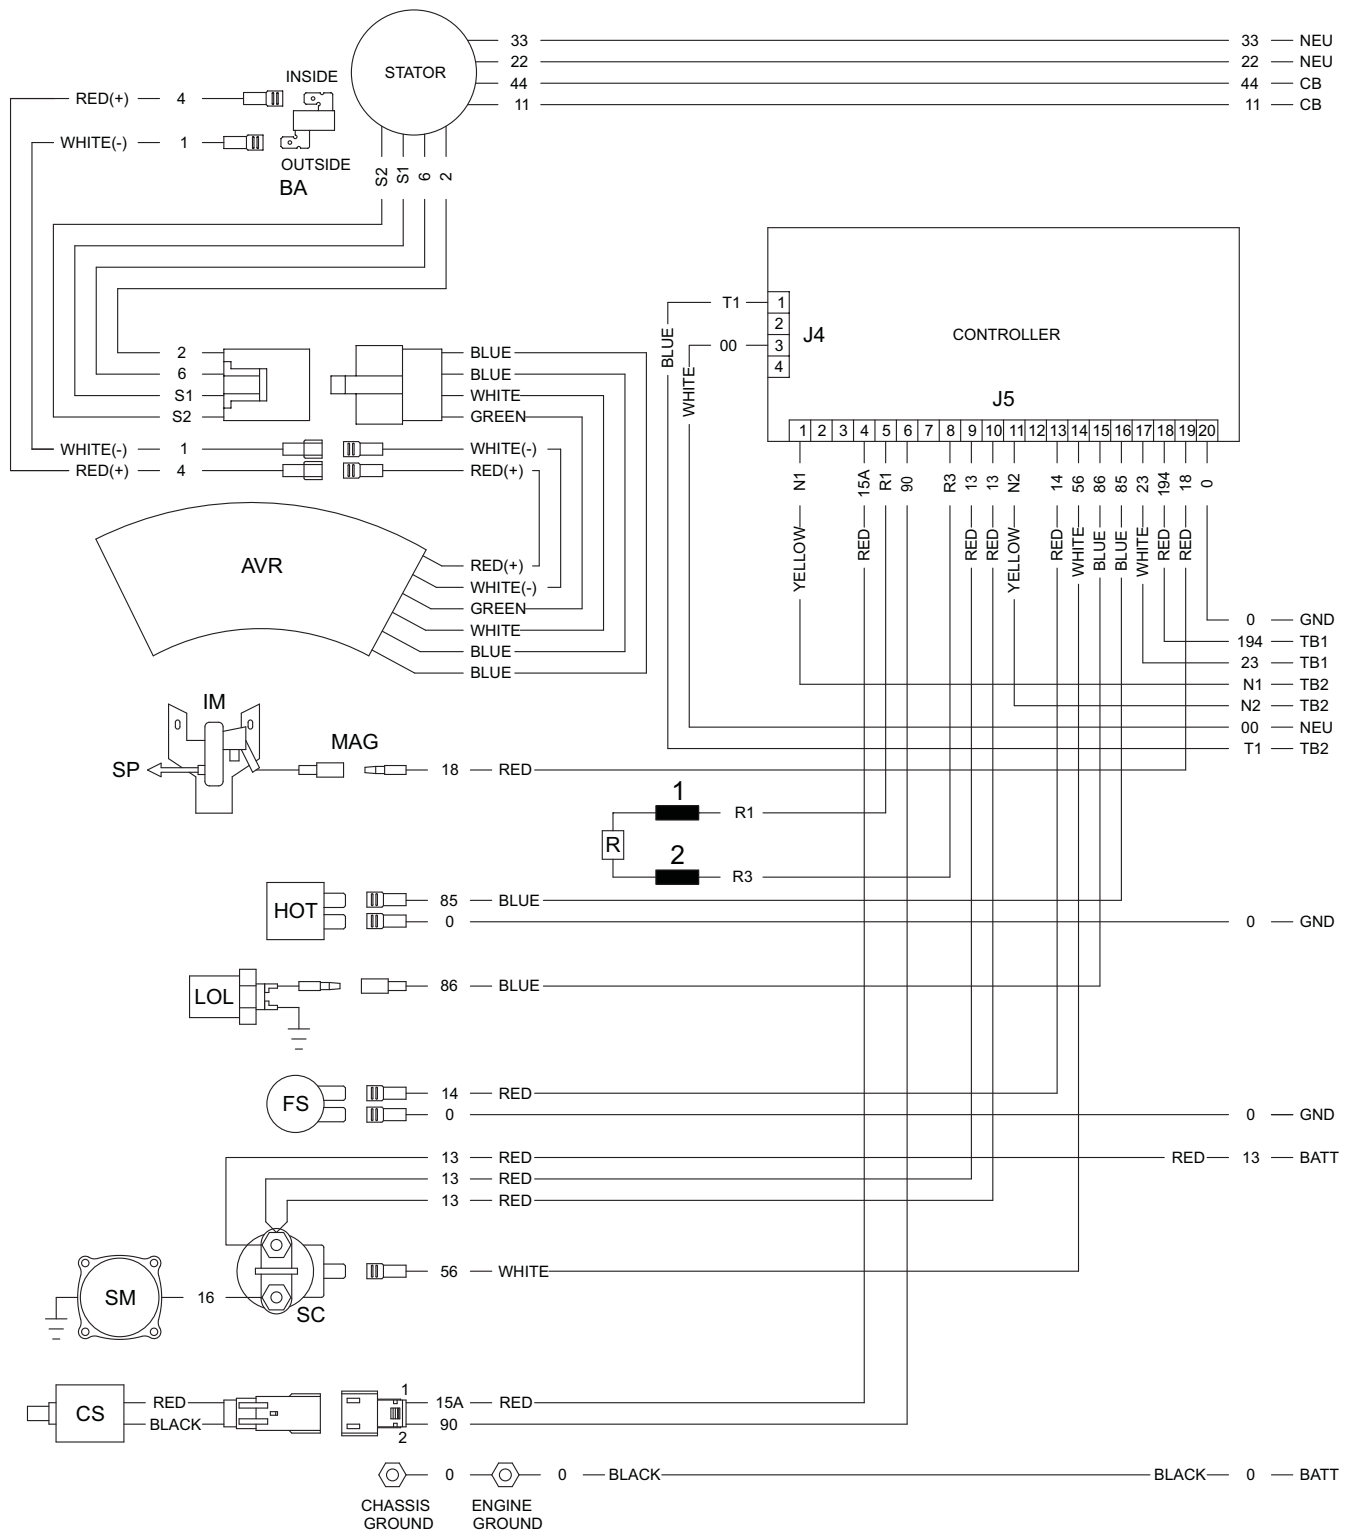 STATOR
33 33 NEU
22 22 NEU
44 44 CB
11 11 CB
INSIDE
RED(+) 4
WHITE(-) 1
OUTSIDE
BA
S2 S1 6 2
T1 1
2
00 3
4
J4
BLUE
WHITE
CONTROLLER
J5
1 2 3 4 5 6 7 8 9 10 11 12 13 14 15 16 17 18 19 20
N1 15A R1 90 R3 13 13 N2 14 56 86 85 23 194 18 0
YELLOW RED RED RED YELLOW RED WHITE BLUE BLUE WHITE RED RED
2 BLUE
6 BLUE
S1 WHITE
S2 GREEN
WHITE(-) 1 WHITE(-)
RED(+) 4 RED(+)
AVR
RED(+)
WHITE(-)
GREEN
WHITE
BLUE
BLUE
0 GND
194 TB1
23 TB1
N1 TB2
N2 TB2
00 NEU
T1 TB2
IM
MAG
SP
18 RED
1
R1
R
2
R3
HOT
85 BLUE
0 0 GND
LOL
86 BLUE
FS
14 RED
0 0 GND
13 RED RED 13 BATT
13 RED
13 RED
56 WHITE
SM
16
SC
CS
RED
BLACK
1
15A RED
90
2
0 0 BLACK BLACK 0 BATT
CHASSIS
GROUND
ENGINE
GROUND